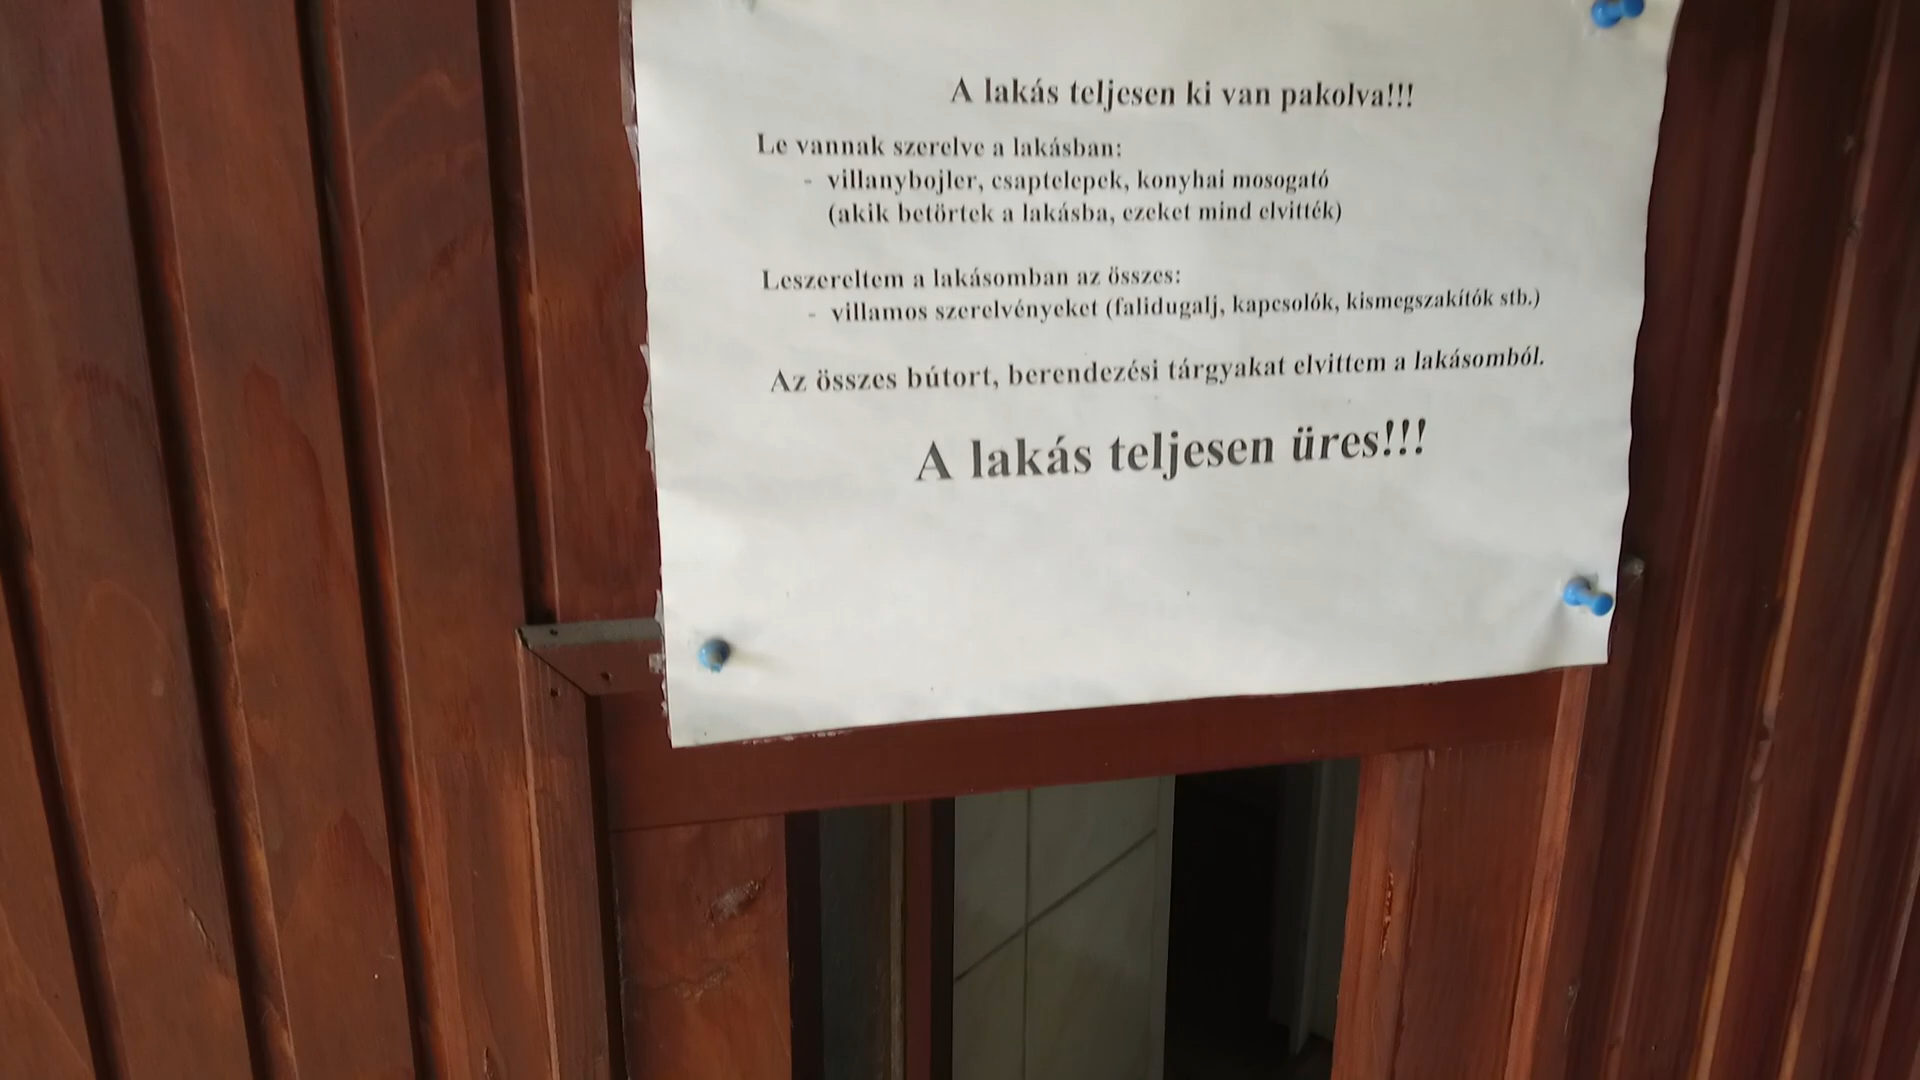 A lakás teljesen ki van pakolva!!!
Le vannak szerelve a lakásban:
- villanybojler, csaptelepek, konyhai mosogató
(akik betörtek a lakásba, ezeket mind elvitték)
Leszereltem a lakásomban az összes:
- villamos szerelvényeket (falidugalj, kapcsolók, kismegszakítók stb.)
Az összes bútort, berendezési tárgyakat elvittem a lakásomból.
A lakás teljesen üres!!!